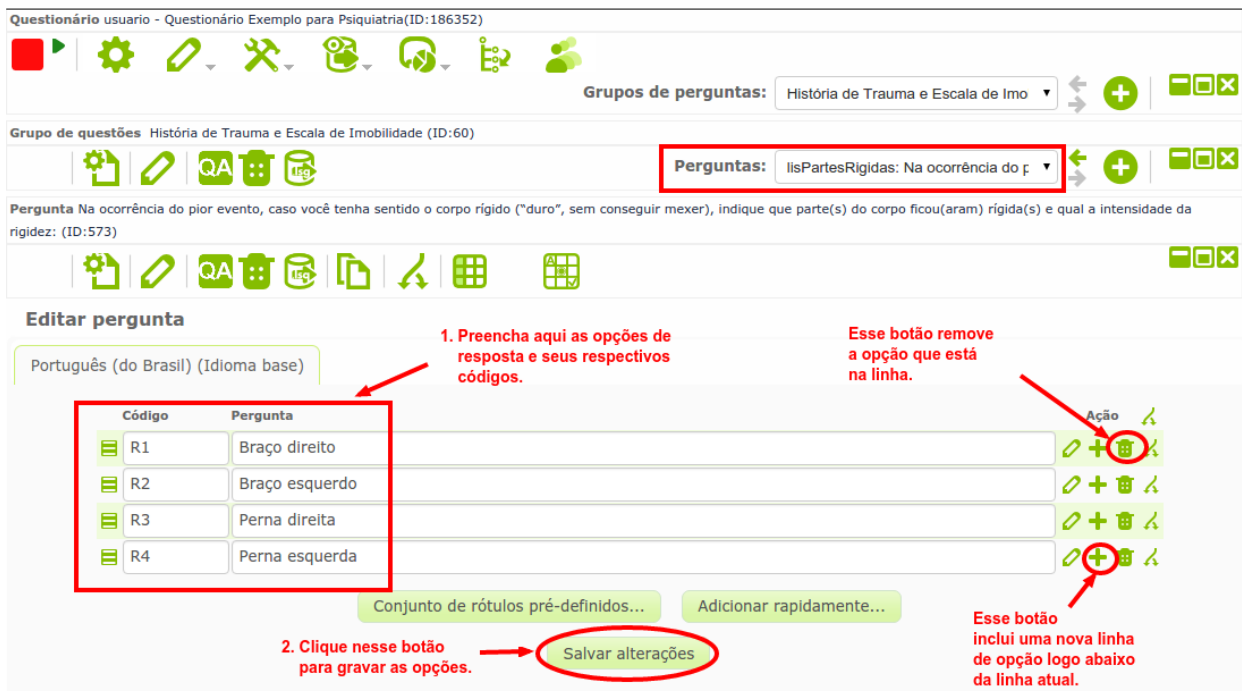 Questionário usuario - Questionário Exemplo para Psiquiatria(ID:186352)
Grupos de perguntas: História de Trauma e Escala de Imo
Grupo de questões História de Trauma e Escala de Imobilidade (ID:60)
QA lsq Perguntas: IisPartesRigidas: Na ocorrência do p
Pergunta Na ocorrência do pior evento, caso você tenha sentido o corpo rígido ("duro", sem conseguir mexer), indique que parte(s) do corpo ficou(aram) rígida(s) e qual a intensidade da
rigidez: (ID:573)
QA lsq
Editar pergunta
Português (do Brasil) (Idioma base)
1. Preencha aqui as opções de
resposta e seus respectivos
códigos.
Esse botão remove
a opção que está
na linha.
Código Pergunta Ação
R1 Braço direito
R2 Braço esquerdo
R3 Perna direita
R4 Perna esquerda
Conjunto de rótulos pré-definidos... Adicionar rapidamente...
2. Clique nesse botão
para gravar as opções.
Salvar alterações
Esse botão
inclui uma nova linha
de opção logo abaixo
da linha atual.